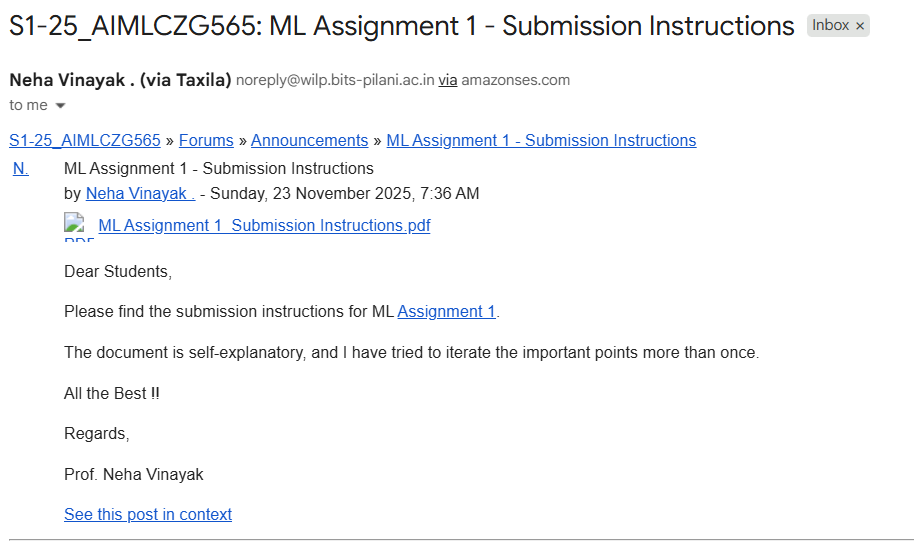 S1-25_AIMLCZG565: ML Assignment 1 - Submission Instructions Inbox ×
Neha Vinayak . (via Taxila) noreply@wilp.bits-pilani.ac.in via amazonses.com
to me
S1-25_AIMLCZG565 » Forums » Announcements » ML Assignment 1 - Submission Instructions
N. ML Assignment 1 - Submission Instructions
by Neha Vinayak . - Sunday, 23 November 2025, 7:36 AM
ML Assignment 1_Submission Instructions.pdf
Dear Students,
Please find the submission instructions for ML Assignment 1.
The document is self-explanatory, and I have tried to iterate the important points more than once.
All the Best !!
Regards,
Prof. Neha Vinayak
See this post in context